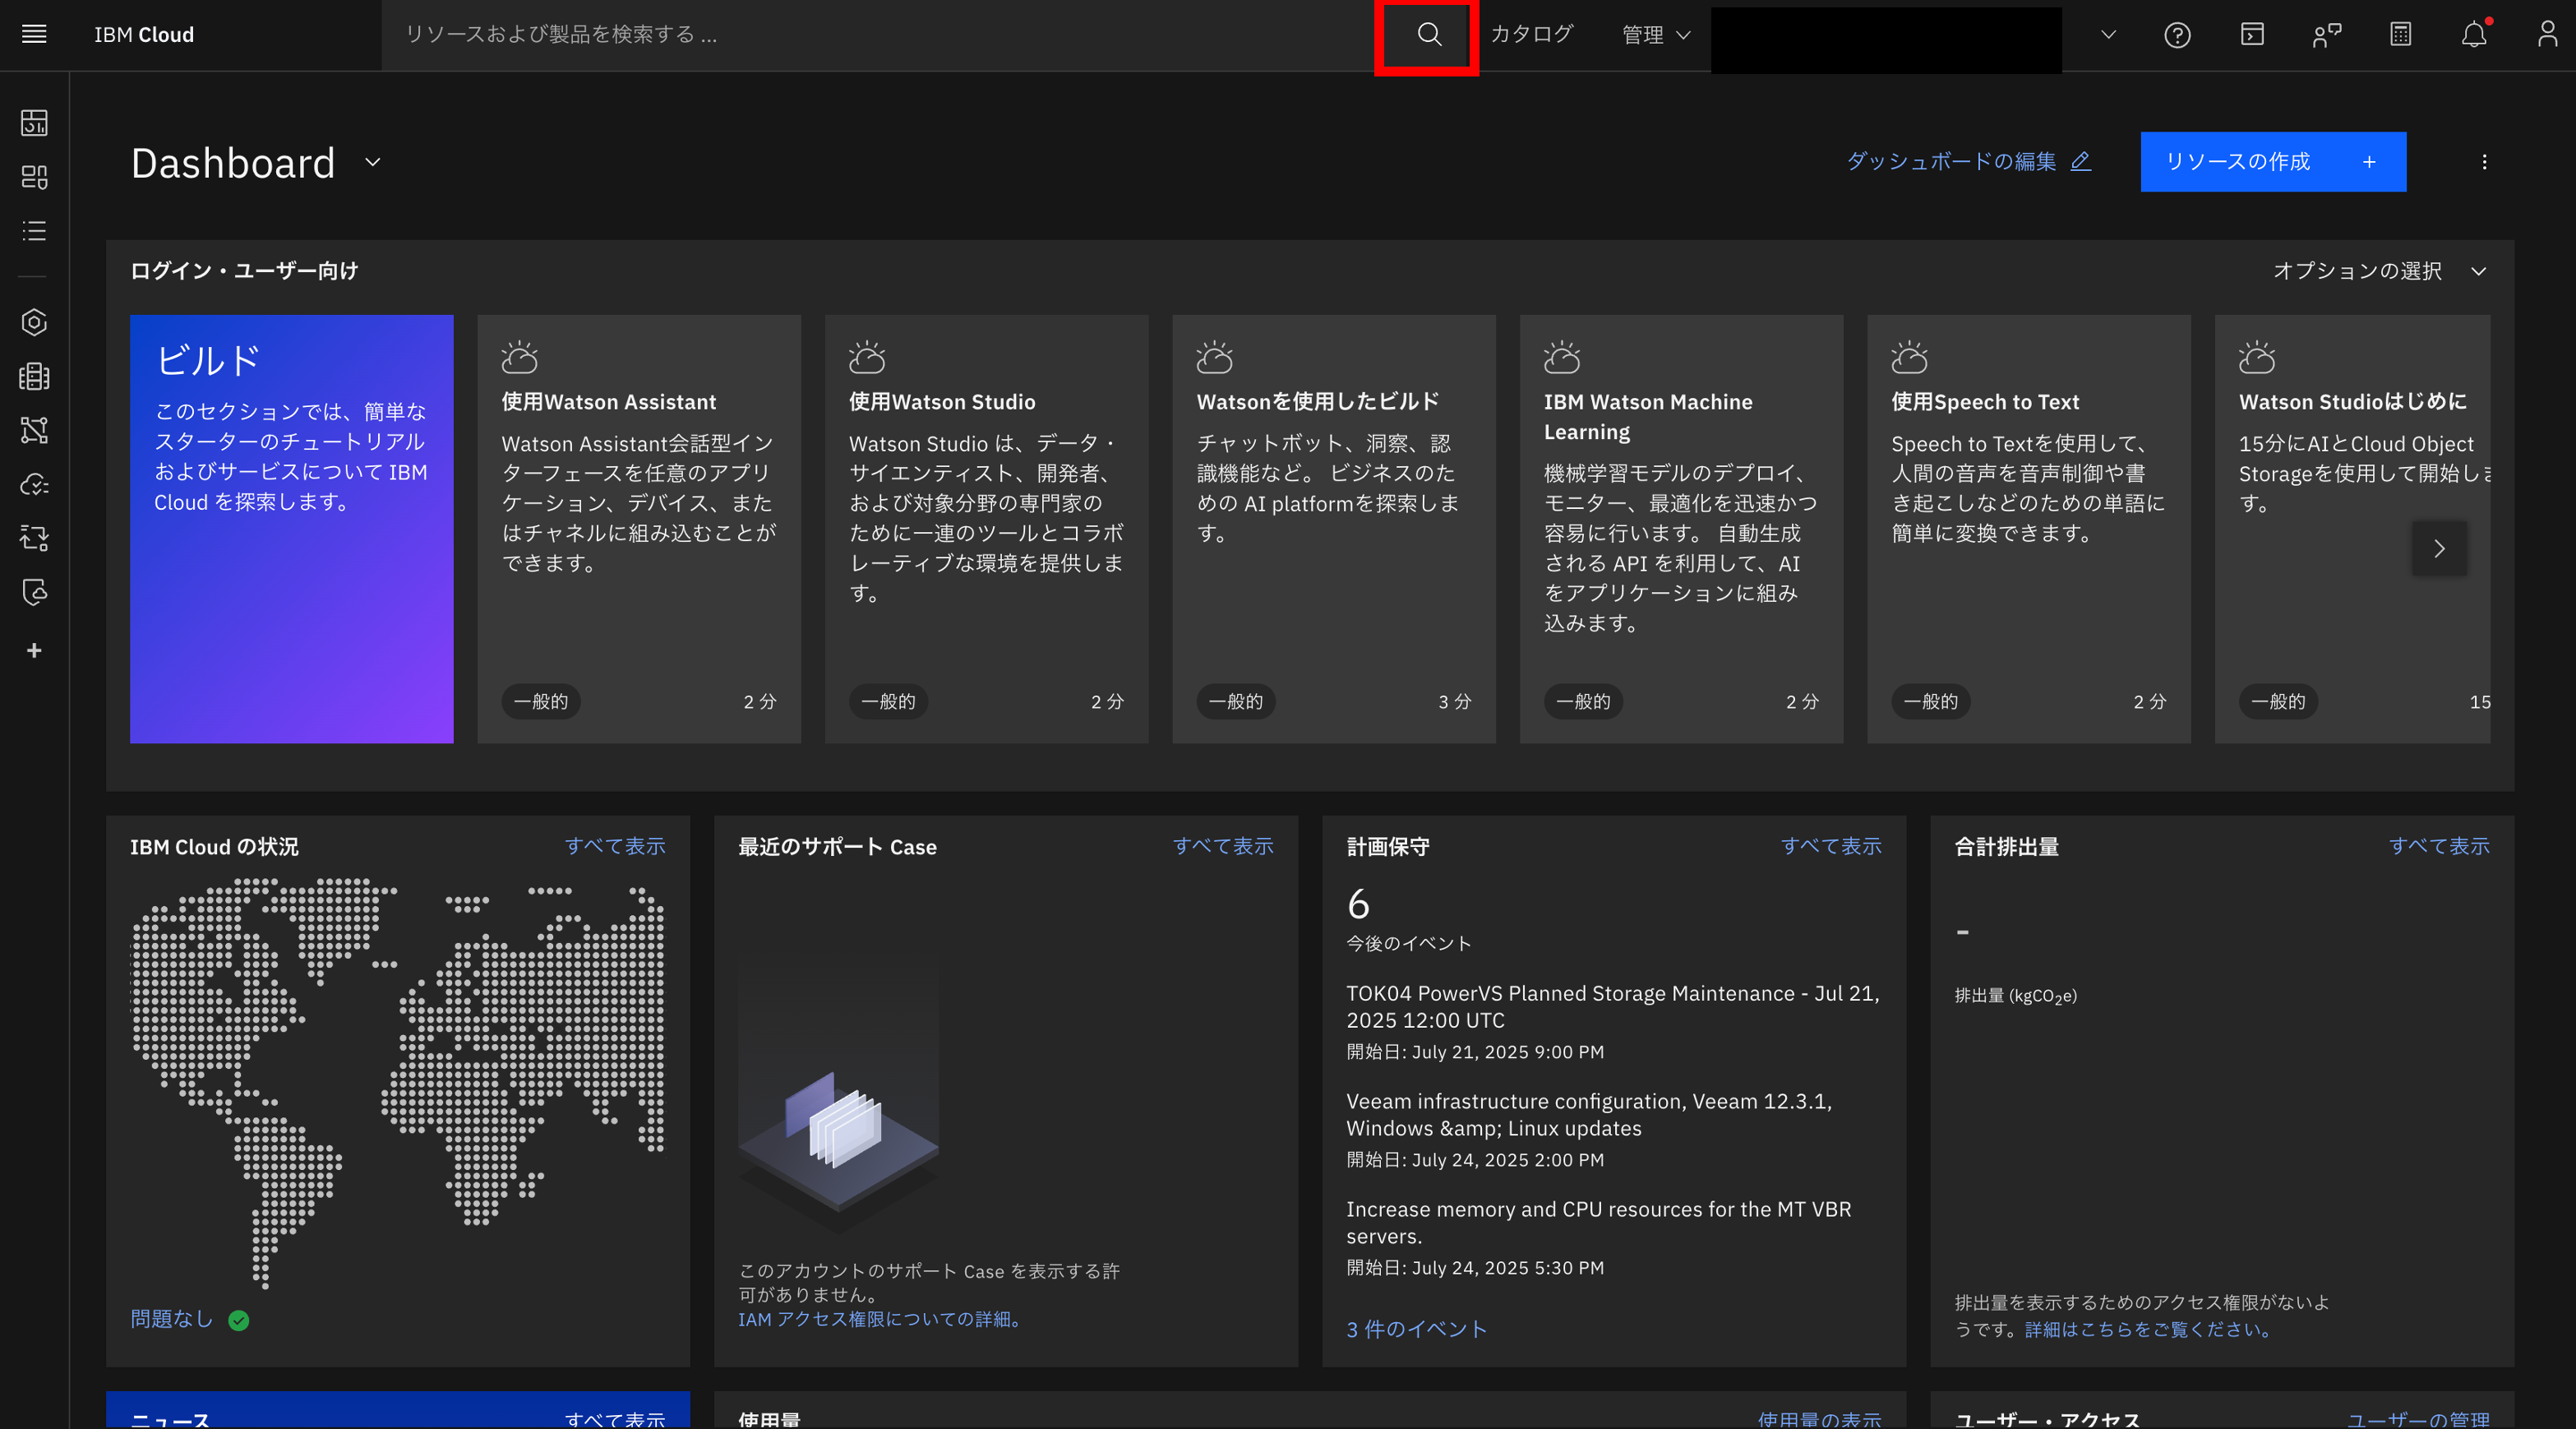 IBM Cloud
リソースおよび製品を検索する ...
カタログ
管理
Dashboard
ダッシュボードの編集
リソースの作成 +
ログイン・ユーザー向け
オプションの選択
ビルド
このセクションでは、簡単な
スターターのチュートリアル
およびサービスについて IBM
Cloud を探索します。
使用Watson Assistant
Watson Assistant会話型イン
ターフェースを任意のアプリ
ケーション、デバイス、また
はチャネルに組み込むことが
できます。
一般的
2 分
使用Watson Studio
Watson Studio は、データ・
サイエンティスト、開発者、
および対象分野の専門家の
ために一連のツールとコラボ
レーティブな環境を提供しま
す。
一般的
2 分
Watsonを使用したビルド
チャットボット、洞察、認
識機能など。 ビジネスのた
めの AI platformを探索しま
す。
一般的
3 分
IBM Watson Machine
Learning
機械学習モデルのデプロイ、
モニター、最適化を迅速かつ
容易に行います。 自動生成
される API を利用して、AI
をアプリケーションに組み
込みます。
一般的
2 分
使用Speech to Text
Speech to Textを使用して、
人間の音声を音声制御や書
き起こしなどのための単語に
簡単に変換できます。
一般的
2 分
Watson Studioはじめに
15分にAIとCloud Object
Storageを使用して開始しま
す。
一般的
15
IBM Cloud の状況
すべて表示
問題なし
最近のサポート Case
すべて表示
このアカウントのサポート Case を表示する許
可がありません。
IAM アクセス権限についての詳細。
計画保守
すべて表示
6
今後のイベント
TOK04 PowerVS Planned Storage Maintenance - Jul 21,
2025 12:00 UTC
開始日: July 21, 2025 9:00 PM
Veeam infrastructure configuration, Veeam 12.3.1,
Windows &amp; Linux updates
開始日: July 24, 2025 2:00 PM
Increase memory and CPU resources for the MT VBR
servers.
開始日: July 24, 2025 5:30 PM
3 件のイベント
合計排出量
すべて表示
-
排出量 (kgCO₂e)
排出量を表示するためのアクセス権限がないよ
うです。詳細はこちらをご覧ください。
ニュース
すべて表示
使用量
使用量の表示
ユーザー・アクセス
ユーザーの管理